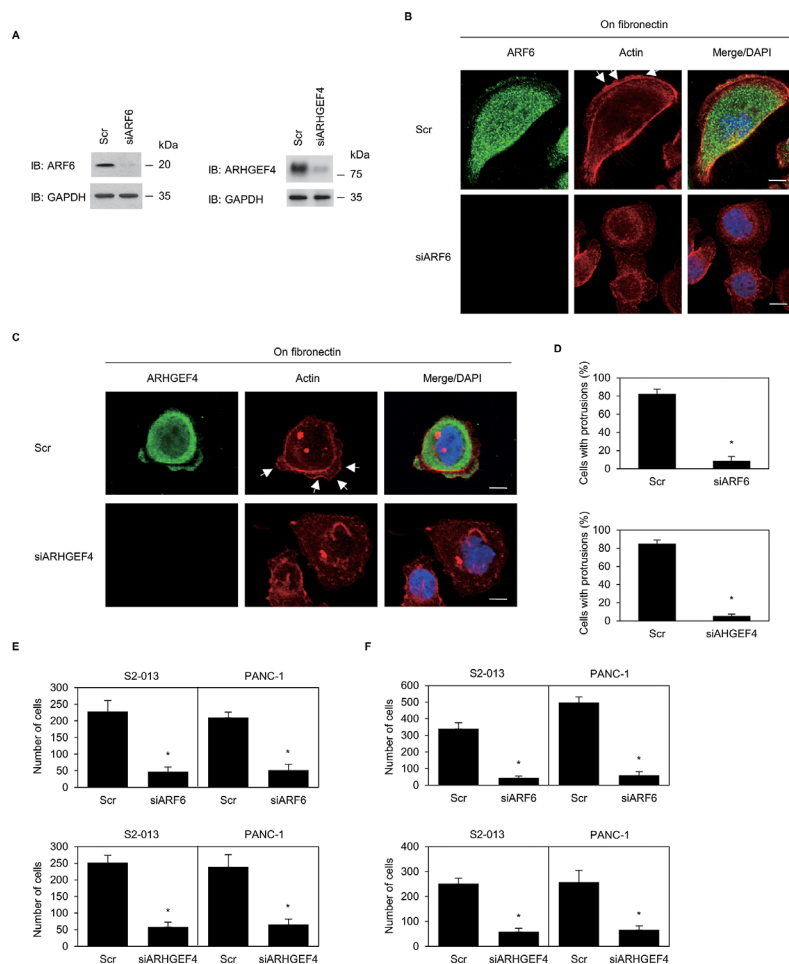 A
Scr
siARF6
kDa
IB: ARF6
20
IB: GAPDH
35
Scr
siARHGEF4
kDa
IB: ARHGEF4
75
IB: GAPDH
35
B
On fibronectin
ARF6 Actin Merge/DAPI
Scr
siARF6
C
On fibronectin
ARHGEF4 Actin Merge/DAPI
Scr
siARHGEF4
D
Cells with protrusions (%)
100
80
60
40
20
0
*
Scr siARF6
Cells with protrusions (%)
100
80
60
40
20
0
*
Scr siAHGEF4
E
S2-013 PANC-1
Number of cells
300
250
200
150
100
50
0
* *
Scr siARF6 Scr siARF6
S2-013 PANC-1
Number of cells
300
250
200
150
100
50
0
* *
Scr siARHGEF4 Scr siARHGEF4
F
S2-013 PANC-1
Number of cells
600
500
400
300
200
100
0
* *
Scr siARF6 Scr siARF6
S2-013 PANC-1
Number of cells
400
300
200
100
0
* *
Scr siARHGEF4 Scr siARHGEF4